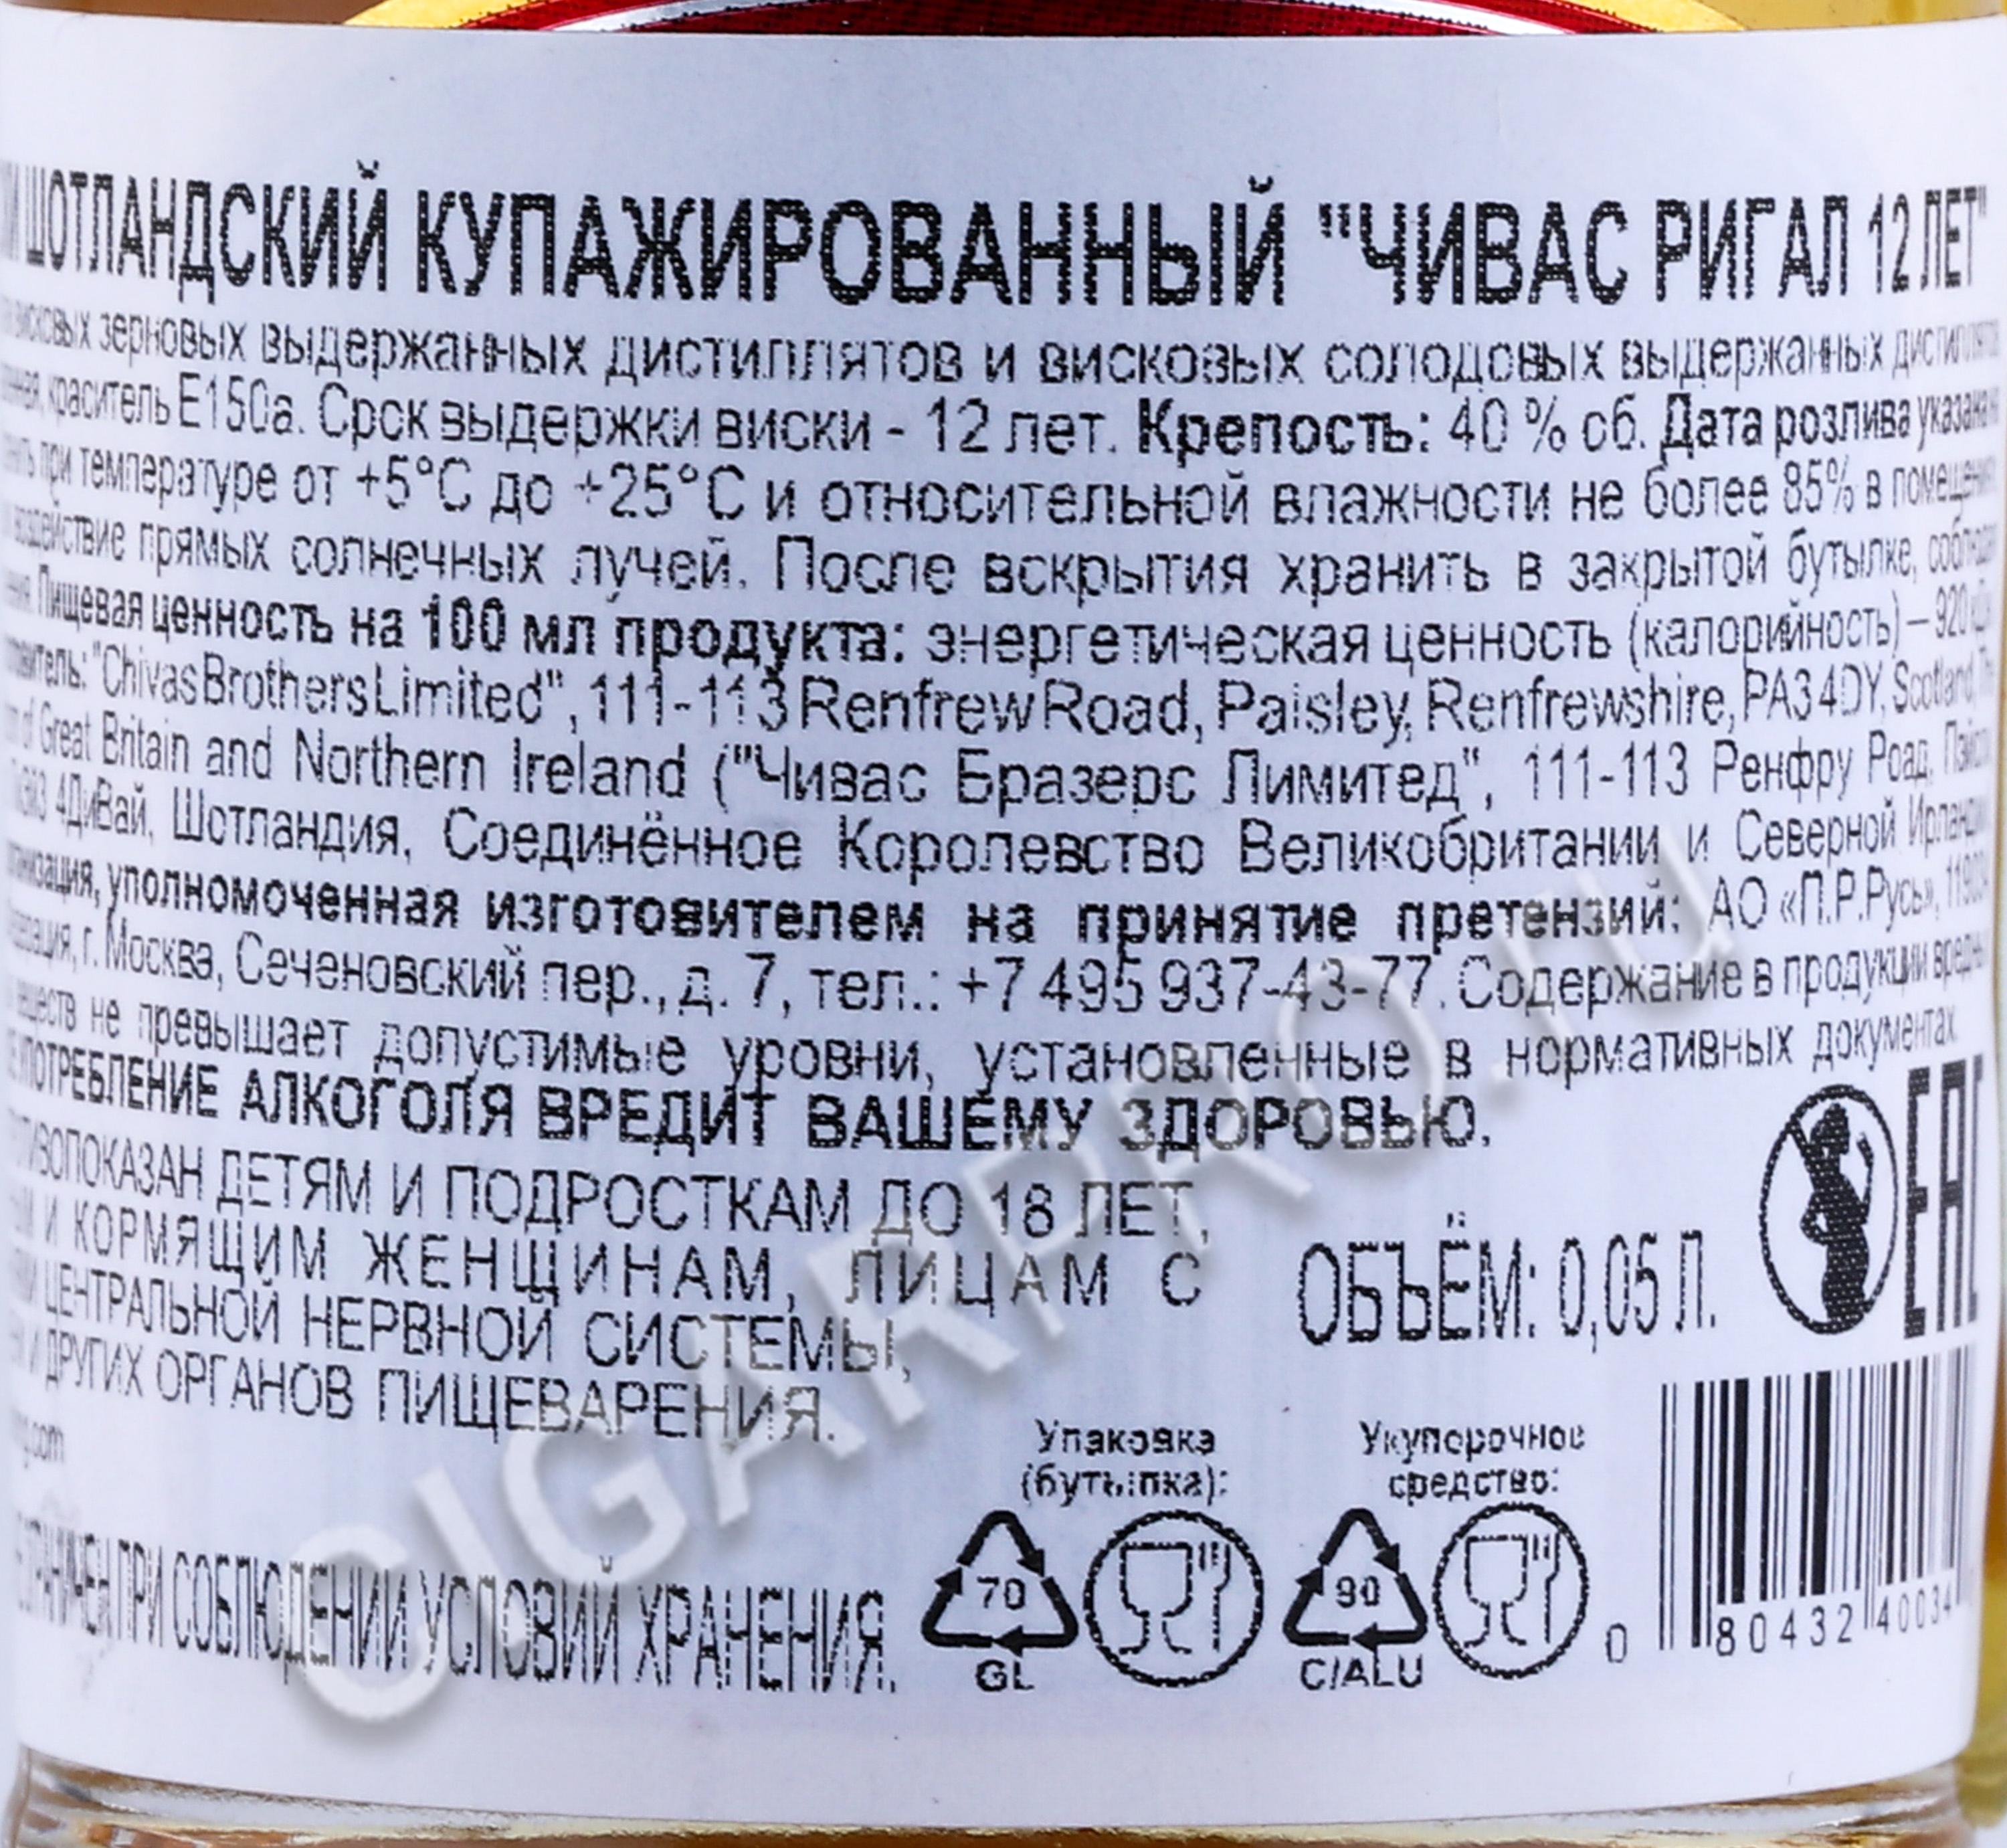 ШОТЛАНДСКИЙ КУПАЖИРОВАННЫЙ "ЧИВАС РИГАЛ 12 ЛЕТ"
зерновых выдержанных дистиллятов и висковых солодовых выдержанных
краситель Е150а. Срок выдержки виски - 12 лет. Крепость: 40 % об. Дата розлива указана
при температуре от +5°С до +25°С и относительной влажности не более 85% в
прямых солнечных лучей. После вскрытия хранить в закрытой бутылке,
Пищевая ценность на 100 мл продукта: энергетическая ценность (калорийность) – 920
"Chivas Brothers Limited", 111-113 Renfrew Road, Paisley, Renfrewshire, PA3 4DY, Scotland,
of Great Britain and Northern Ireland ("Чивас Бразерс Лимитед", 111-113 Ренфру Роад,
4ДиВай, Шотландия, Соединённое Королевство Великобритании и Северной
уполномоченная изготовителем на принятие претензий: АО «П.Р.Русь»,
г. Москва, Сеченовский пер., д. 7, тел.: +7 495 937-43-77. Содержание в продукции
веществ не превышает допустимые уровни, установленные в нормативных документах.
АЛКОГОЛЯ ВРЕДИТ ВАШЕМУ ЗДОРОВЬЮ.
ДЕТЯМ И ПОДРОСТКАМ ДО 18 ЛЕТ,
И КОРМЯЩИМ ЖЕНЩИНАМ, ЛИЦАМ С
ЦЕНТРАЛЬНОЙ НЕРВНОЙ СИСТЕМЫ,
И ДРУГИХ ОРГАНОВ ПИЩЕВАРЕНИЯ.
ОБЪЁМ: 0,05 Л.
EAC
ПРИ СОБЛЮДЕНИИ УСЛОВИЙ ХРАНЕНИЯ.
Упаковка
(бутылка):
70
GL
Укупорочное
средство:
90
C/ALU
0 80432 40034
CIGARPRO.ru